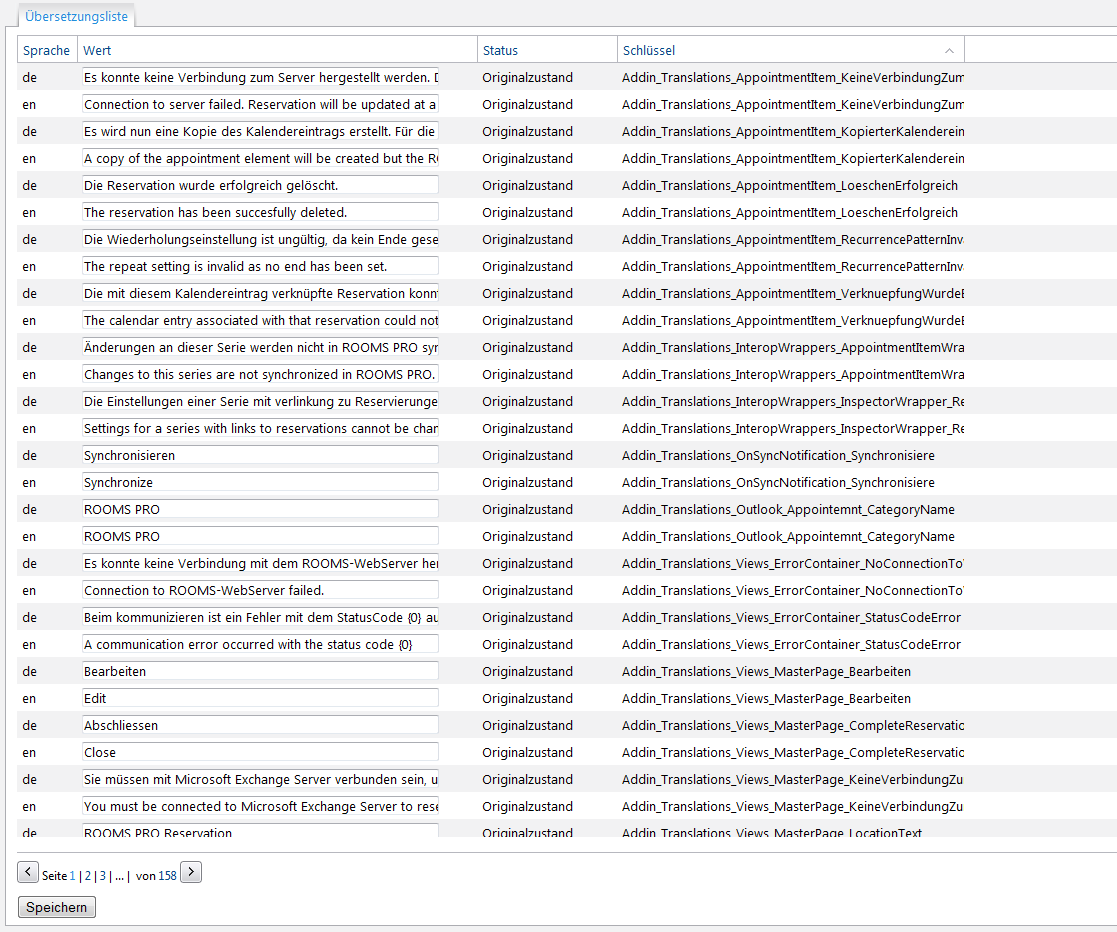 Übersetzungsliste
Sprache Wert Status Schlüssel
de Es konnte keine Verbindung zum Server hergestellt werden. Originalzustand Addin_Translations_AppointmentItem_KeineVerbindungZum
en Connection to server failed. Reservation will be updated at a Originalzustand Addin_Translations_AppointmentItem_KeineVerbindungZum
de Es wird nun eine Kopie des Kalendereintrags erstellt. Für die Originalzustand Addin_Translations_AppointmentItem_KopierterKalenderein
en A copy of the appointment element will be created but the Originalzustand Addin_Translations_AppointmentItem_KopierterKalenderein
de Die Reservation wurde erfolgreich gelöscht. Originalzustand Addin_Translations_AppointmentItem_LoeschenErfolgreich
en The reservation has been succesfully deleted. Originalzustand Addin_Translations_AppointmentItem_LoeschenErfolgreich
de Die Wiederholungseinstellung ist ungültig, da kein Ende gese Originalzustand Addin_Translations_AppointmentItem_RecurrencePatternInv
en The repeat setting is invalid as no end has been set. Originalzustand Addin_Translations_AppointmentItem_RecurrencePatternInv
de Die mit diesem Kalendereintrag verknüpfte Reservation konn Originalzustand Addin_Translations_AppointmentItem_VerknuepfungWurde
en The calendar entry associated with that reservation could not Originalzustand Addin_Translations_AppointmentItem_VerknuepfungWurde
de Änderungen an dieser Serie werden nicht in ROOMS PRO syn Originalzustand Addin_Translations_InteropWrappers_AppointmentItemWra
en Changes to this series are not synchronized in ROOMS PRO. Originalzustand Addin_Translations_InteropWrappers_AppointmentItemWra
de Die Einstellungen einer Serie mit verlinkung zu Reservierunge Originalzustand Addin_Translations_InteropWrappers_InspectorWrapper_Re
en Settings for a series with links to reservations cannot be char Originalzustand Addin_Translations_InteropWrappers_InspectorWrapper_Re
de Synchronisieren Originalzustand Addin_Translations_OnSyncNotification_Synchronisiere
en Synchronize Originalzustand Addin_Translations_OnSyncNotification_Synchronisiere
de ROOMS PRO Originalzustand Addin_Translations_Outlook_Appointemnt_CategoryName
en ROOMS PRO Originalzustand Addin_Translations_Outlook_Appointemnt_CategoryName
de Es konnte keine Verbindung mit dem ROOMS-WebServer her Originalzustand Addin_Translations_Views_ErrorContainer_NoConnectionTo
en Connection to ROOMS-WebServer failed. Originalzustand Addin_Translations_Views_ErrorContainer_NoConnectionTo
de Beim kommunizieren ist ein Fehler mit dem StatusCode {0} au Originalzustand Addin_Translations_Views_ErrorContainer_StatusCodeError
en A communication error occurred with the status code {0} Originalzustand Addin_Translations_Views_ErrorContainer_StatusCodeError
de Bearbeiten Originalzustand Addin_Translations_Views_MasterPage_Bearbeiten
en Edit Originalzustand Addin_Translations_Views_MasterPage_Bearbeiten
de Abschliessen Originalzustand Addin_Translations_Views_MasterPage_CompleteReservatio
en Close Originalzustand Addin_Translations_Views_MasterPage_CompleteReservatio
de Sie müssen mit Microsoft Exchange Server verbunden sein, u Originalzustand Addin_Translations_Views_MasterPage_KeineVerbindungZu
en You must be connected to Microsoft Exchange Server to rese Originalzustand Addin_Translations_Views_MasterPage_KeineVerbindungZu
de ROOMS PRO Reservation Originalzustand Addin_Translations_Views_MasterPage_LocationText
< Seite 1 | 2 | 3 | ... | von 158 >
Speichern